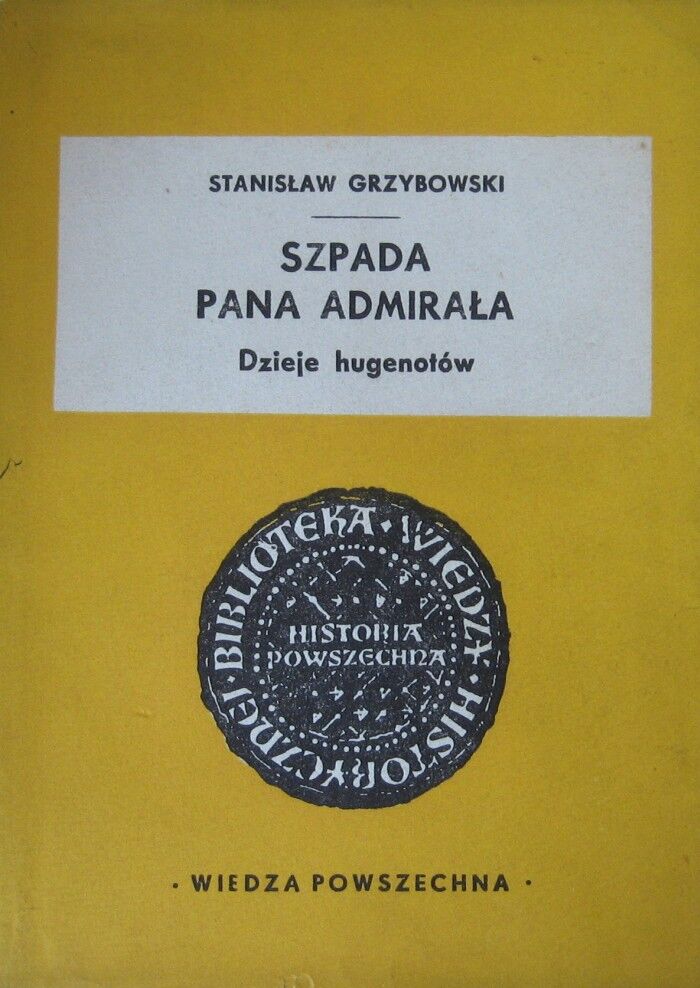 STANISŁAW GRZYBOWSKI
SZPADA
PANA ADMIRAŁA
Dzieje hugenotów
BIBLIOTEKA · WIEDZY · HISTORYCZNEJ ·
HISTORIA
POWSZECHNA
· WIEDZA POWSZECHNA ·